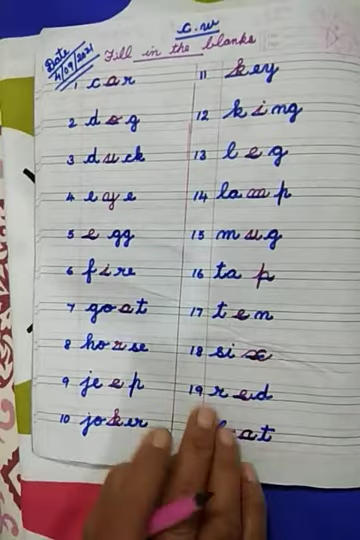 C.W
Date
4/09/2021
Fill in the blanks
1 car
2 dog
3 duck
4 eye
5 egg
6 fire
7 goat
8 horse
9 jeep
10 joker
11 key
12 king
13 leg
14 lamp
15 mug
16 tap
17 ten
18 six
19 red